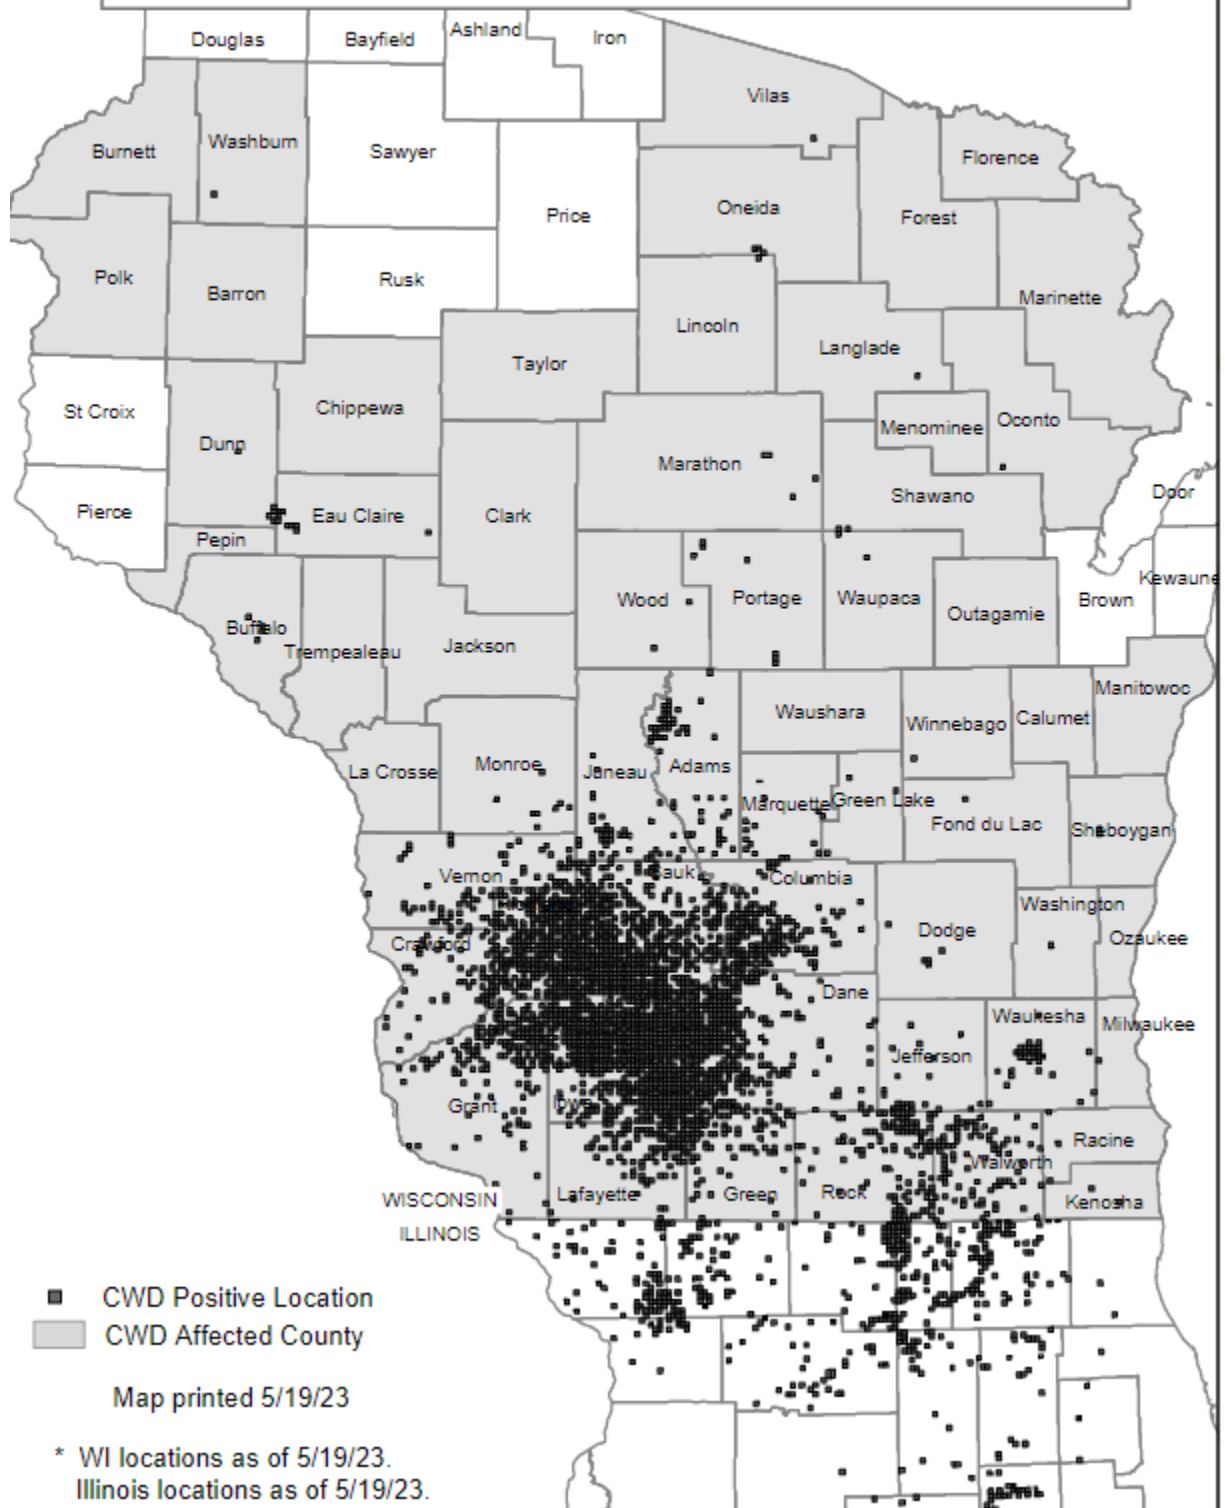 Douglas
Bayfield
Ashland
Iron
Vilas
Burnett
Washburn
Sawyer
Florence
Price
Oneida
Forest
Polk
Barron
Rusk
Marinette
Lincoln
Langlade
Taylor
St Croix
Chippewa
Dunn
Menominee
Oconto
Marathon
Shawano
Door
Pierce
Eau Claire
Clark
Pepin
Kewaune
Wood
Portage
Waupaca
Brown
Outagamie
Buffalo
Trempealeau
Jackson
Manitowoc
Waushara
Winnebago
Calumet
La Crosse
Monroe
Juneau
Adams
Marquette
Green Lake
Fond du Lac
Sheboygan
Vernon
Sauk
Columbia
Richland
Washington
Crawford
Dodge
Ozaukee
Dane
Waukesha
Milwaukee
Jefferson
Grant
Iowa
Racine
Walworth
WISCONSIN
Lafayette
Green
Rock
Kenosha
ILLINOIS
CWD Positive Location
CWD Affected County
Map printed 5/19/23
* WI locations as of 5/19/23.
Illinois locations as of 5/19/23.